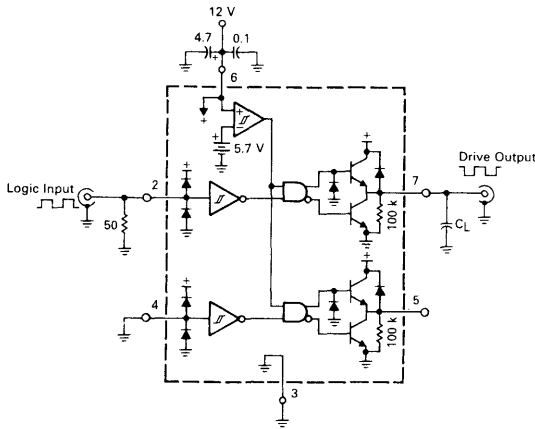 12 V
4.7
+
0.1
6
+
+
−
+
5.7 V
+
+
Logic Input
2
50
7
Drive Output
100 k
CL
+
+
4
5
100 k
3